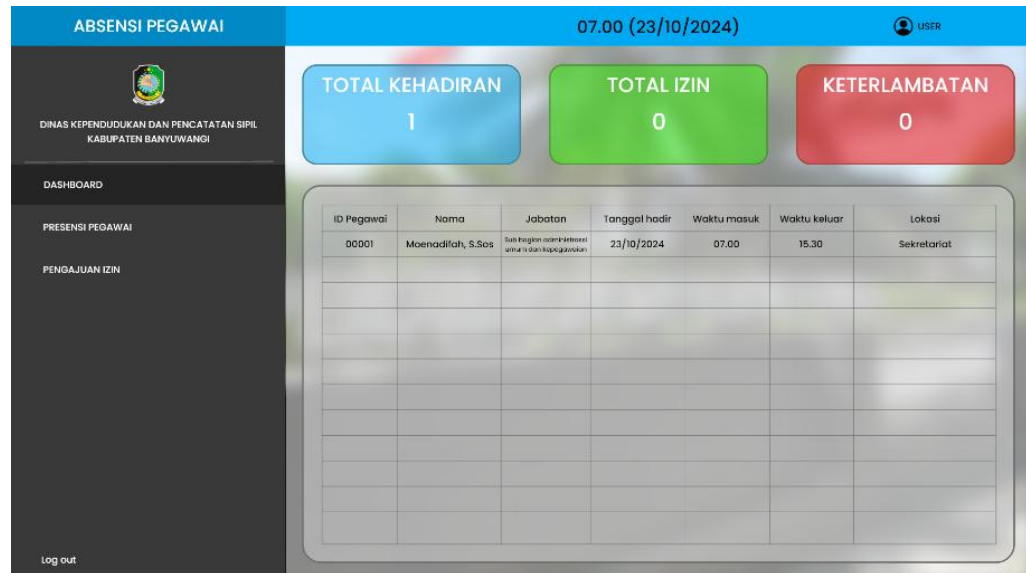 ABSENSI PEGAWAI
07.00 (23/10/2024)
USER
DINAS KEPENDUDUKAN DAN PENCATATAN SIPIL
KABUPATEN BANYUWANGI
DASHBOARD
PRESENSI PEGAWAI
PENGAJUAN IZIN
Log out
TOTAL KEHADIRAN
1
TOTAL IZIN
0
KETERLAMBATAN
0
ID Pegawai Nama Jabatan Tanggal hadir Waktu masuk Waktu keluar Lokasi
00001 Moenadifah, S.Sos Sub bagian administrasi 23/10/2024 07.00 15.30 Sekretariat
umum dan kepegawaian